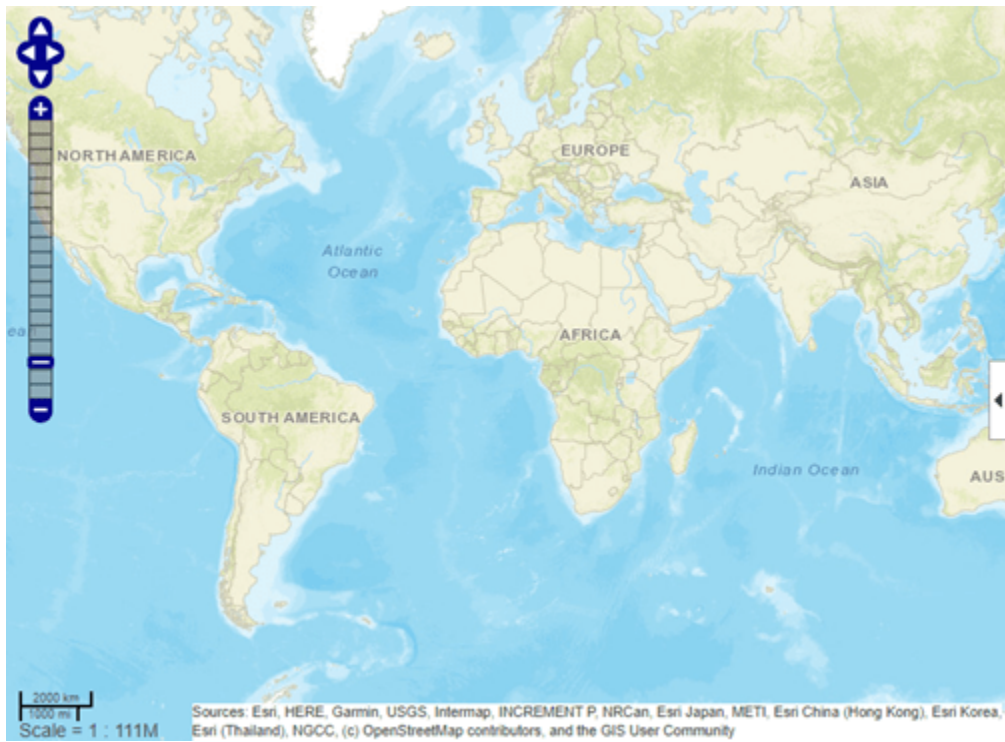 NORTH AMERICA
EUROPE
ASIA
Atlantic
Ocean
ean
AFRICA
SOUTH AMERICA
Indian Ocean
AUS
2000 km
1000 mi
Scale = 1 : 111M
Sources: Esri, HERE, Garmin, USGS, Intermap, INCREMENT P, NRCan, Esri Japan, METI, Esri China (Hong Kong), Esri Korea,
Esri (Thailand), NGCC, (c) OpenStreetMap contributors, and the GIS User Community